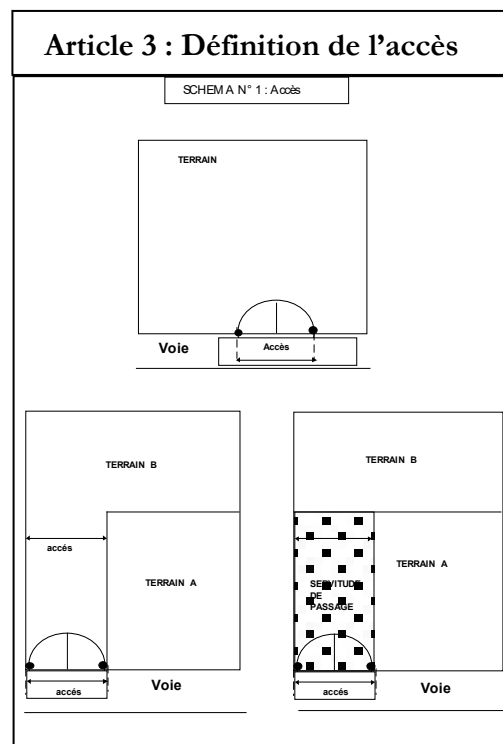 Article 3 : Définition de l’accès
SCHEMA N° 1 : Accès
TERRAIN
Voie
Accès
TERRAIN B
accés
TERRAIN A
accés
Voie
TERRAIN B
TERRAIN A
SERVITUDE
DE
PASSAGE
accés
Voie